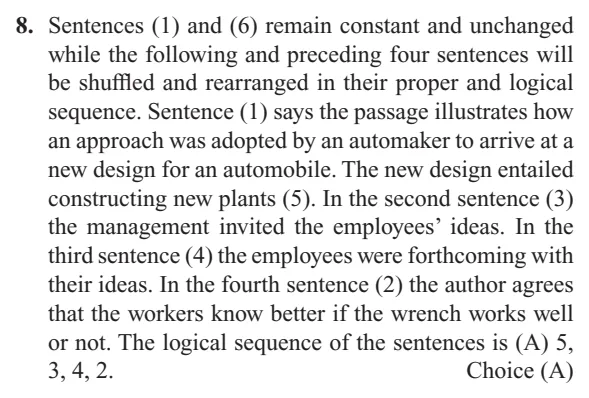 8. Sentences (1) and (6) remain constant and unchanged
while the following and preceding four sentences will
be shuffled and rearranged in their proper and logical
sequence. Sentence (1) says the passage illustrates how
an approach was adopted by an automaker to arrive at a
new design for an automobile. The new design entailed
constructing new plants (5). In the second sentence (3)
the management invited the employees’ ideas. In the
third sentence (4) the employees were forthcoming with
their ideas. In the fourth sentence (2) the author agrees
that the workers know better if the wrench works well
or not. The logical sequence of the sentences is (A) 5,
3, 4, 2. Choice (A)